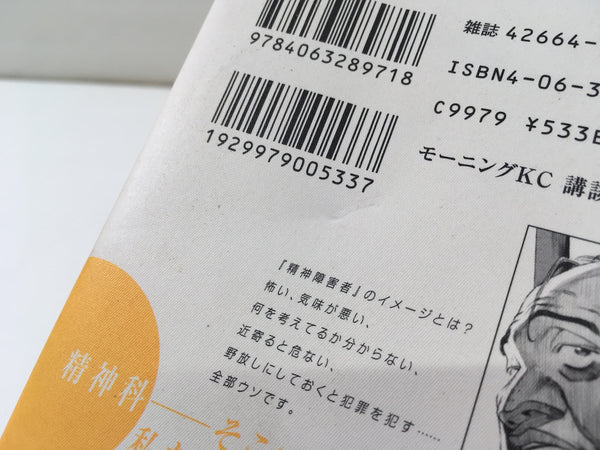 9784063289718
雑誌 42664-
ISBN4-06-3
C9979 ¥533E
1929979005337
モーニングKC 講談
『精神障害者』のイメージとは?
怖い、気味が悪い、
何を考えてるか分からない、
近寄ると危ない、
野放しにしておくと犯罪を犯す……
全部ウソです。
精神科――そこ